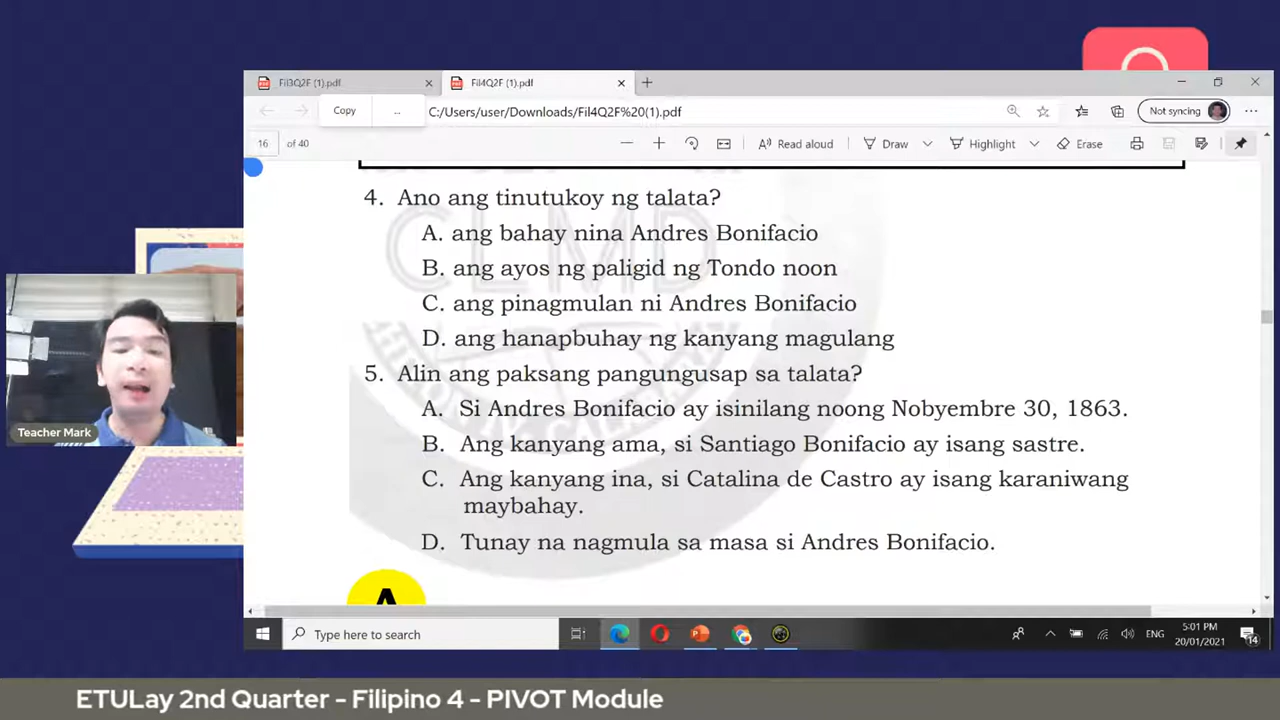 Fil3Q2F (1).pdf
Fil4Q2F (1).pdf
Copy
...
C:/Users/user/Downloads/Fil4Q2F%20(1).pdf
Not syncing
16 of 40
Read aloud
Draw
Highlight
Erase
4. Ano ang tinutukoy ng talata?
A. ang bahay nina Andres Bonifacio
B. ang ayos ng paligid ng Tondo noon
C. ang pinagmulan ni Andres Bonifacio
D. ang hanapbuhay ng kanyang magulang
5. Alin ang paksang pangungusap sa talata?
A. Si Andres Bonifacio ay isinilang noong Nobyembre 30, 1863.
B. Ang kanyang ama, si Santiago Bonifacio ay isang sastre.
C. Ang kanyang ina, si Catalina de Castro ay isang karaniwang
maybahay.
D. Tunay na nagmula sa masa si Andres Bonifacio.
A
CLMD
Teacher Mark
Type here to search
ENG
5:01 PM
20/01/2021
14
ETULay 2nd Quarter - Filipino 4 - PIVOT Module